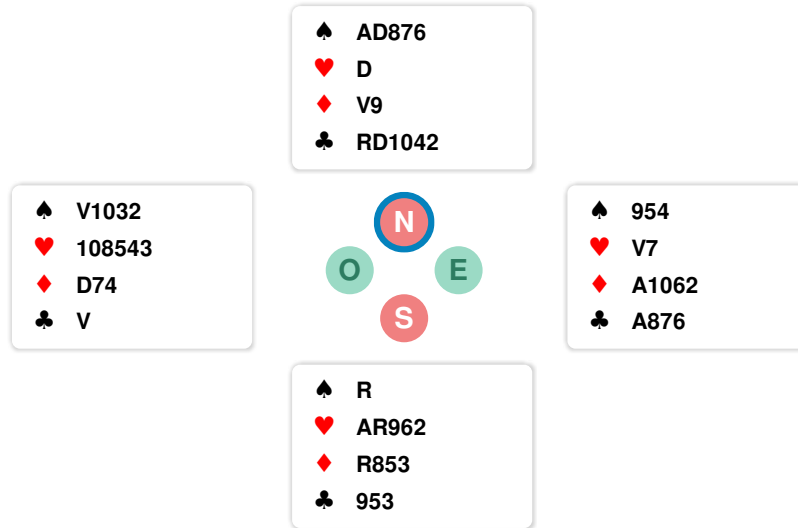 ♠ AD876
♥ D
♦ V9
♣ RD1042
♠ V1032
♥ 108543
♦ D74
♣ V
N
O E
S
♠ 954
♥ V7
♦ A1062
♣ A876
♠ R
♥ AR962
♦ R853
♣ 953